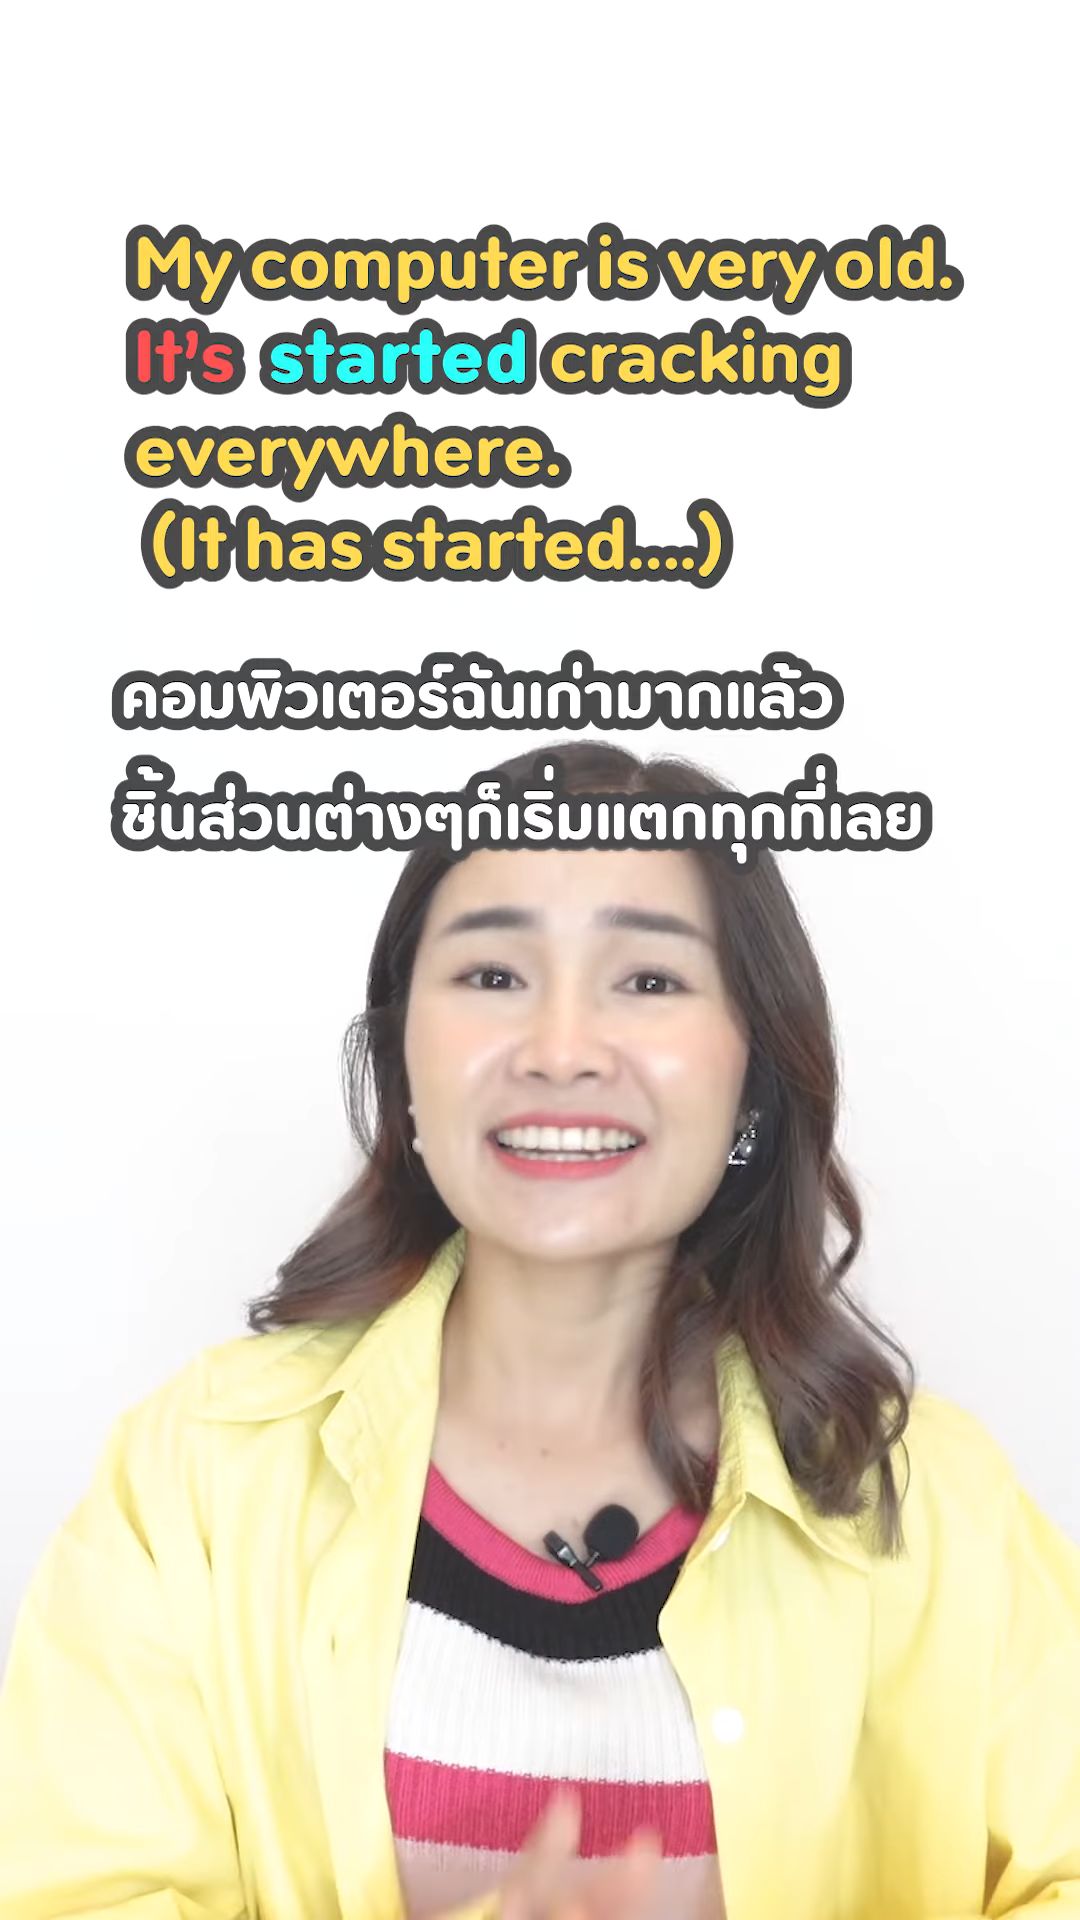 My computer is very old.
It's started cracking
everywhere.
(It has started....)
คอมพิวเตอร์ฉันเก่ามากแล้ว
ชิ้นส่วนต่างๆก็เริ่มแตกทุกที่เลย